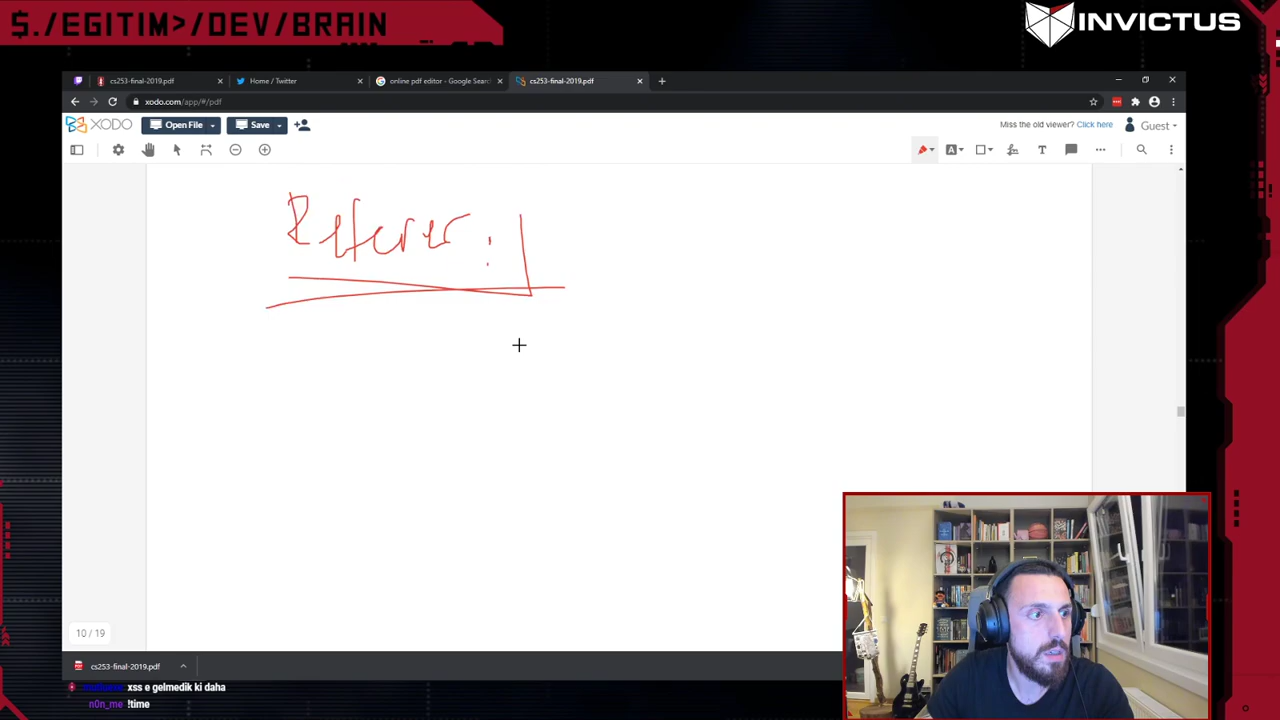 $./EGITIM>/DEV/BRAIN
INVICTUS
cs253-final-2019.pdf
Home / Twitter
online pdf editor - Google Searc
cs253-final-2019.pdf
xodo.com/app/#/pdf
XODO
Open File
Save
Miss the old viewer? Click here
Guest
A
T
Referer:
10 / 19
cs253-final-2019.pdf
xss e gelmedik ki daha
n0n_me !time